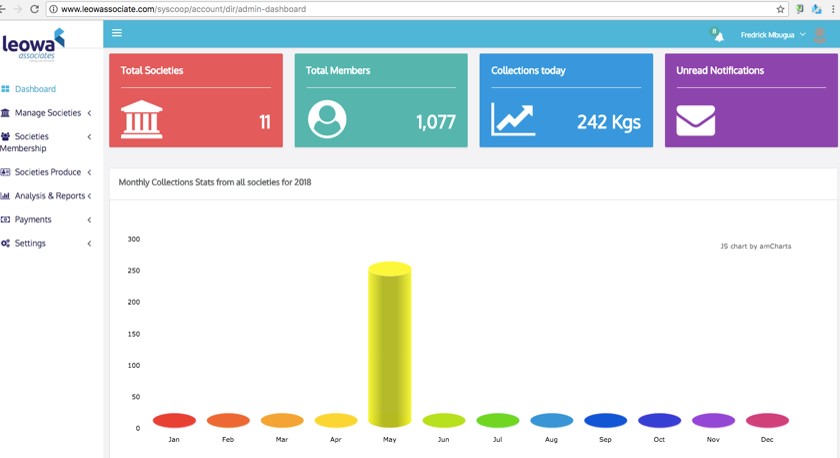 www.leowassociate.com/syscoop/account/dir/admin-dashboard
leowa
associates
Fredrick Mbugua
Dashboard
Manage Societies
Societies
Membership
Societies Produce
Analysis & Reports
Payments
Settings
Total Societies
11
Total Members
1,077
Collections today
242 Kgs
Unread Notifications
Monthly Collections Stats from all societies for 2018
JS chart by amCharts
300
250
200
150
100
50
0
Jan Feb Mar Apr May Jun Jul Aug Sep Oct Nov Dec